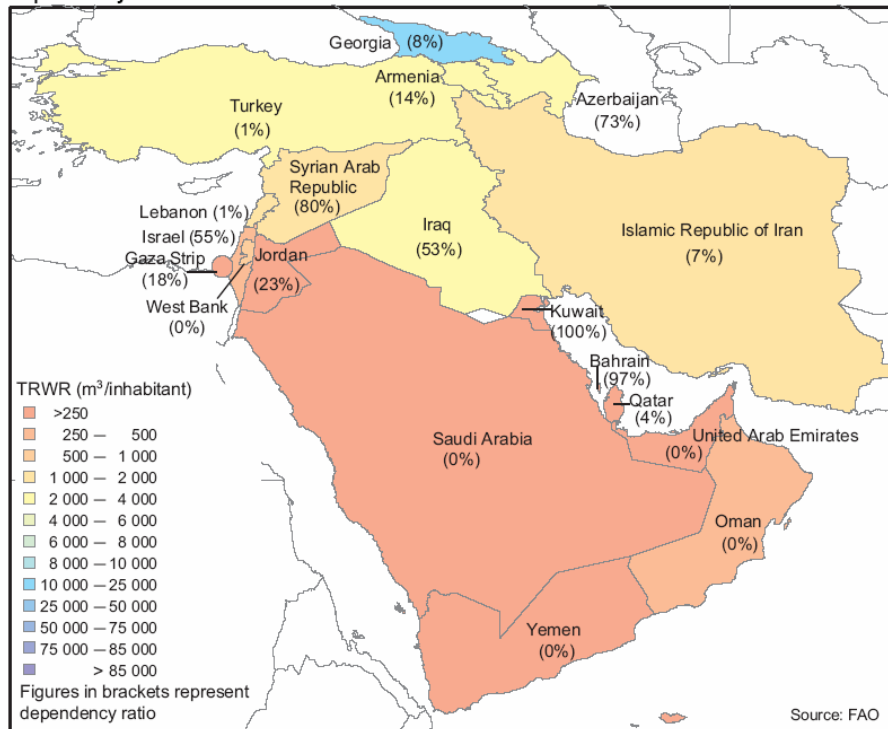 Georgia (8%)
Armenia
(14%)
Azerbaijan
(73%)
Turkey
(1%)
Syrian Arab
Republic
(80%)
Lebanon (1%)
Israel (55%)
Gaza Strip
(18%)
West Bank
(0%)
Jordan
(23%)
Iraq
(53%)
Islamic Republic of Iran
(7%)
Kuwait
(100%)
Bahrain
(97%)
Qatar
(4%)
United Arab Emirates
(0%)
Saudi Arabia
(0%)
Oman
(0%)
Yemen
(0%)
TRWR (m³/inhabitant)
>250
250 — 500
500 — 1 000
1 000 — 2 000
2 000 — 4 000
4 000 — 6 000
6 000 — 8 000
8 000 — 10 000
10 000 — 25 000
25 000 — 50 000
50 000 — 75 000
75 000 — 85 000
> 85 000
Figures in brackets represent
dependency ratio
Source: FAO